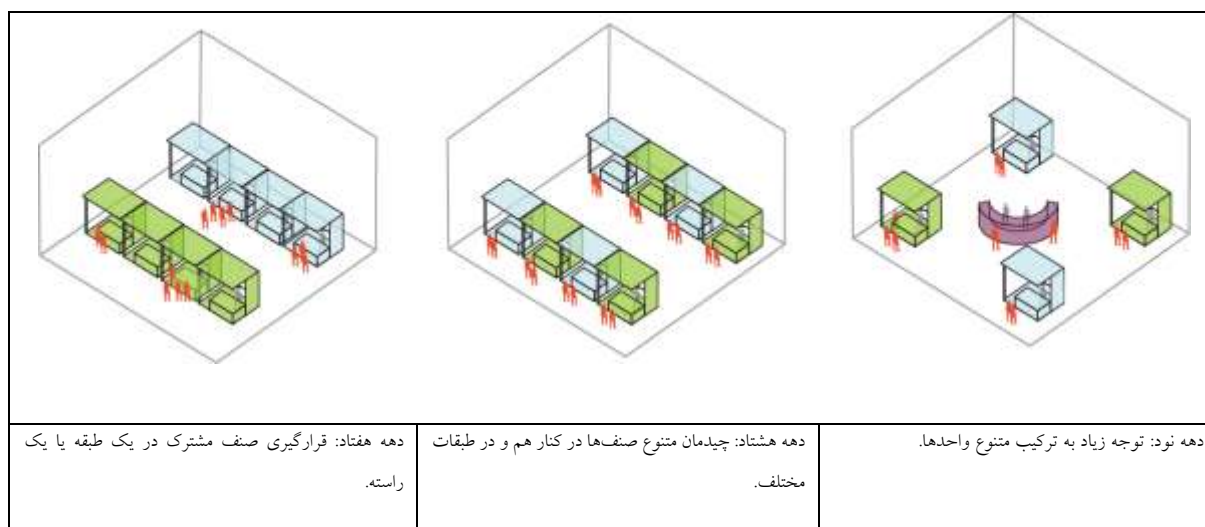 دهه نود: توجه زیاد به ترکیب متنوع واحدها.
دهه هشتاد: چیدمان متنوع صنف‌ها در کنار هم و در طبقات
مختلف.
دهه هفتاد: قرارگیری صنف مشترک در یک طبقه یا یک
راسته.